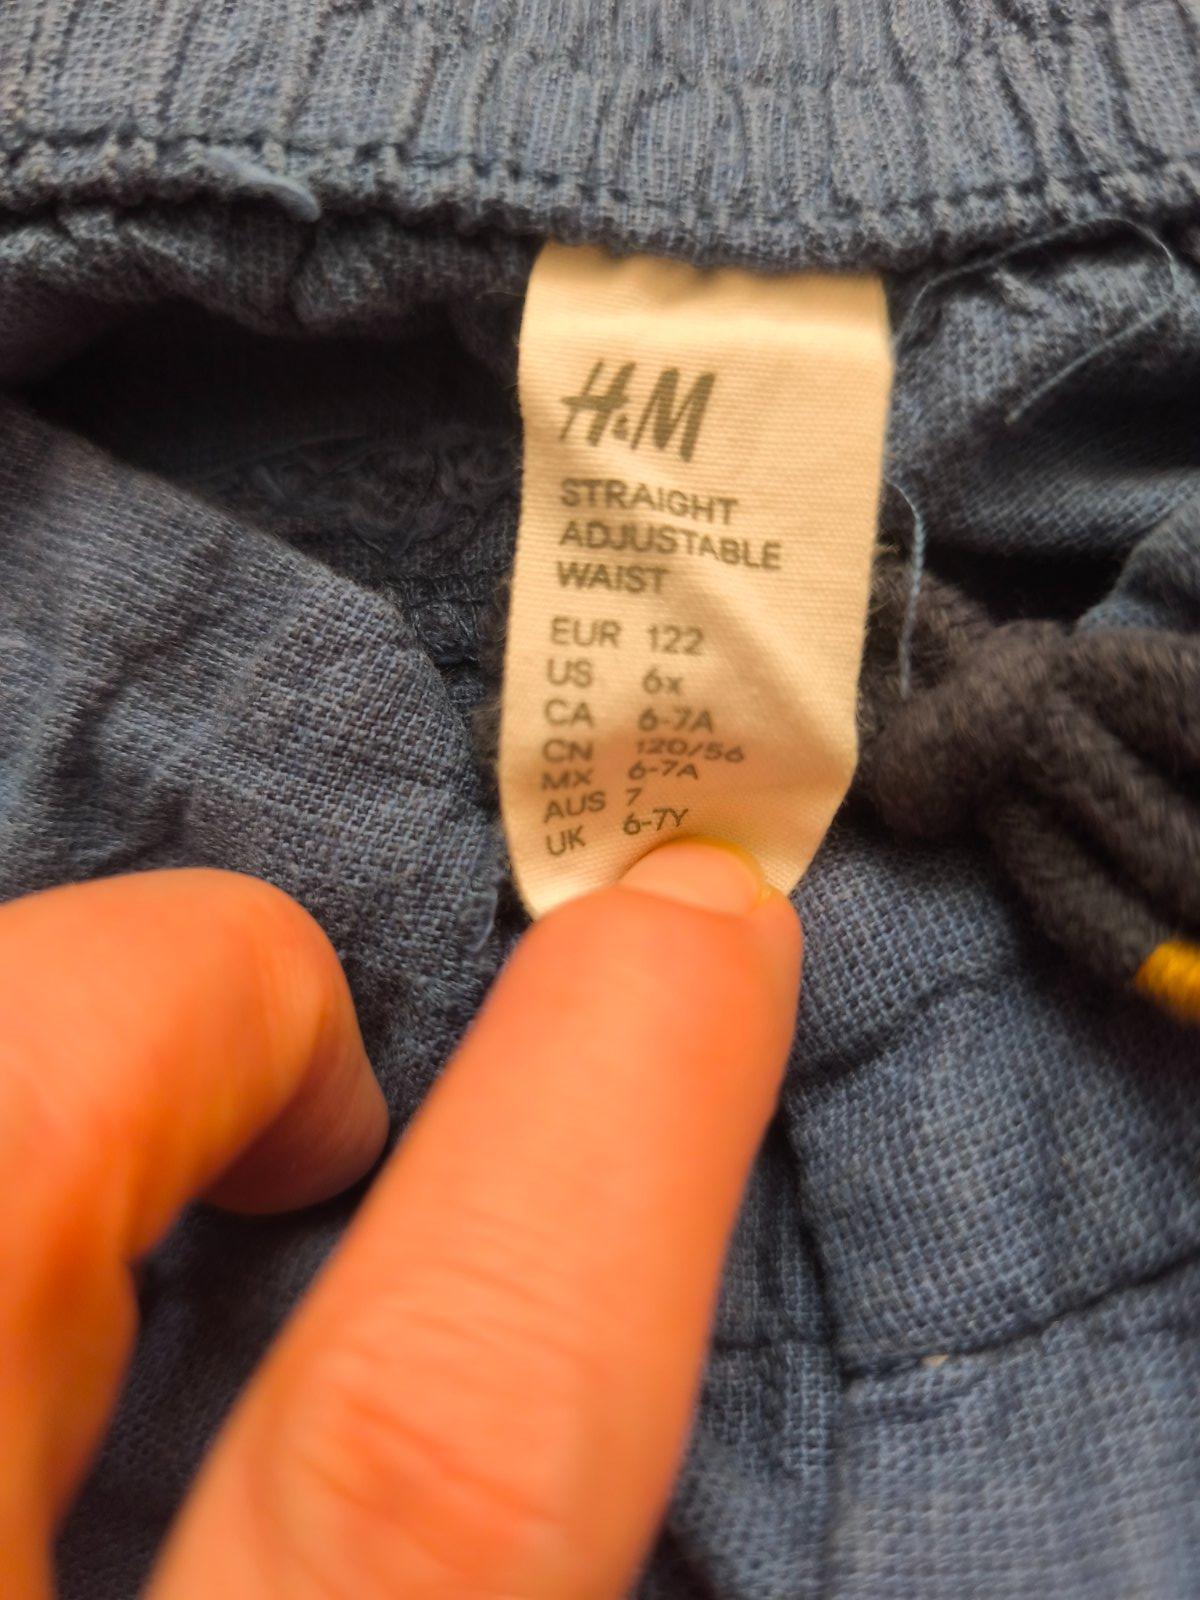 H&M
STRAIGHT
ADJUSTABLE
WAIST
EUR 122
US 6x
CA 6-7A
CN 120/56
MX 6-7A
AUS 7
UK 6-7Y